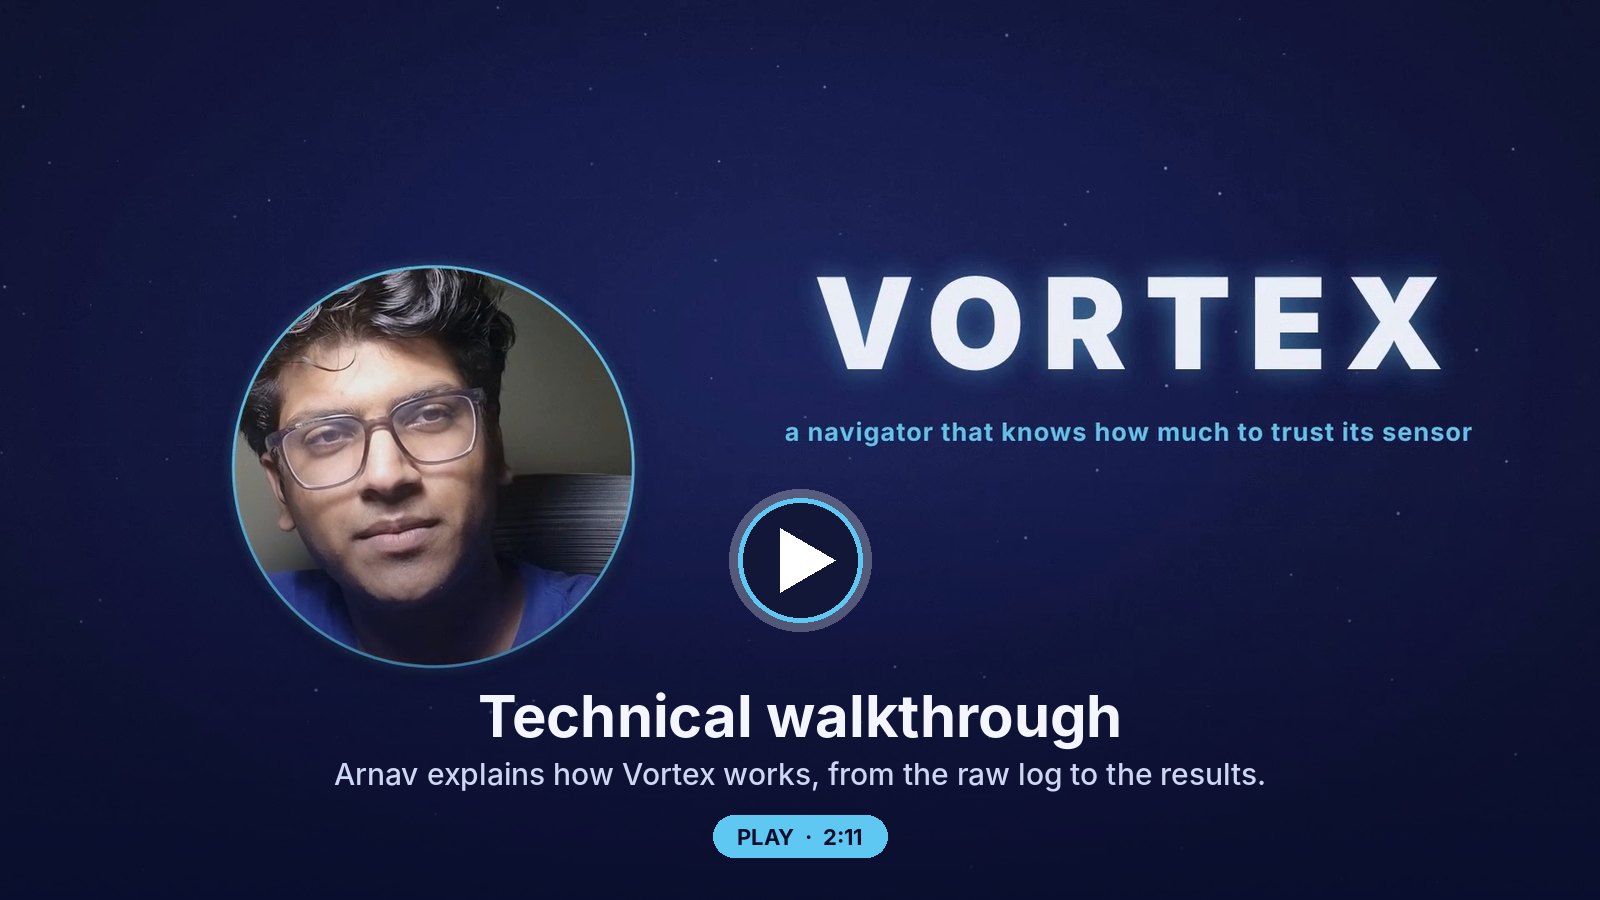 VORTEX
a navigator that knows how much to trust its sensor
Technical walkthrough
Arnav explains how Vortex works, from the raw log to the results.
PLAY · 2:11